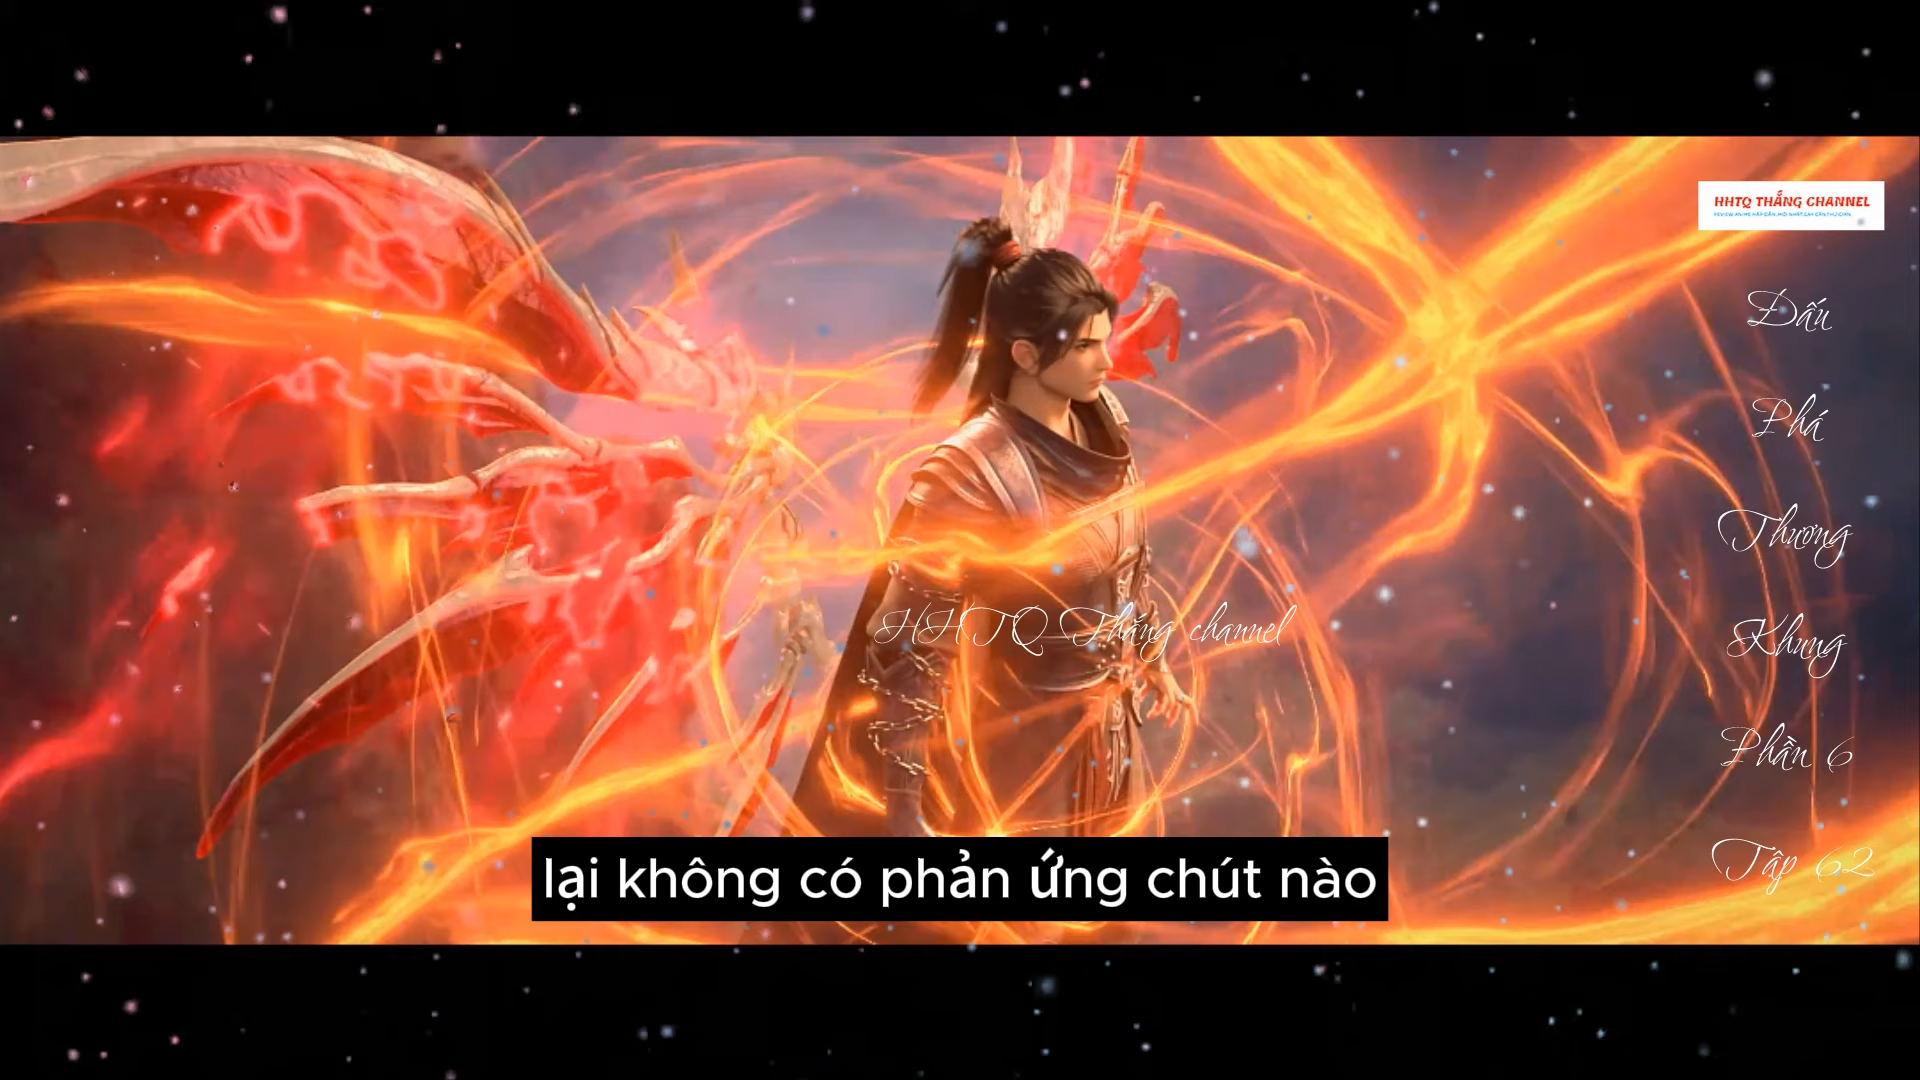 HHTQ THẮNG CHANNEL
Đấu
Phá
Thương
Khung
Phần 6
Tập 62
HHTQ Thắng channel
lại không có phản ứng chút nào